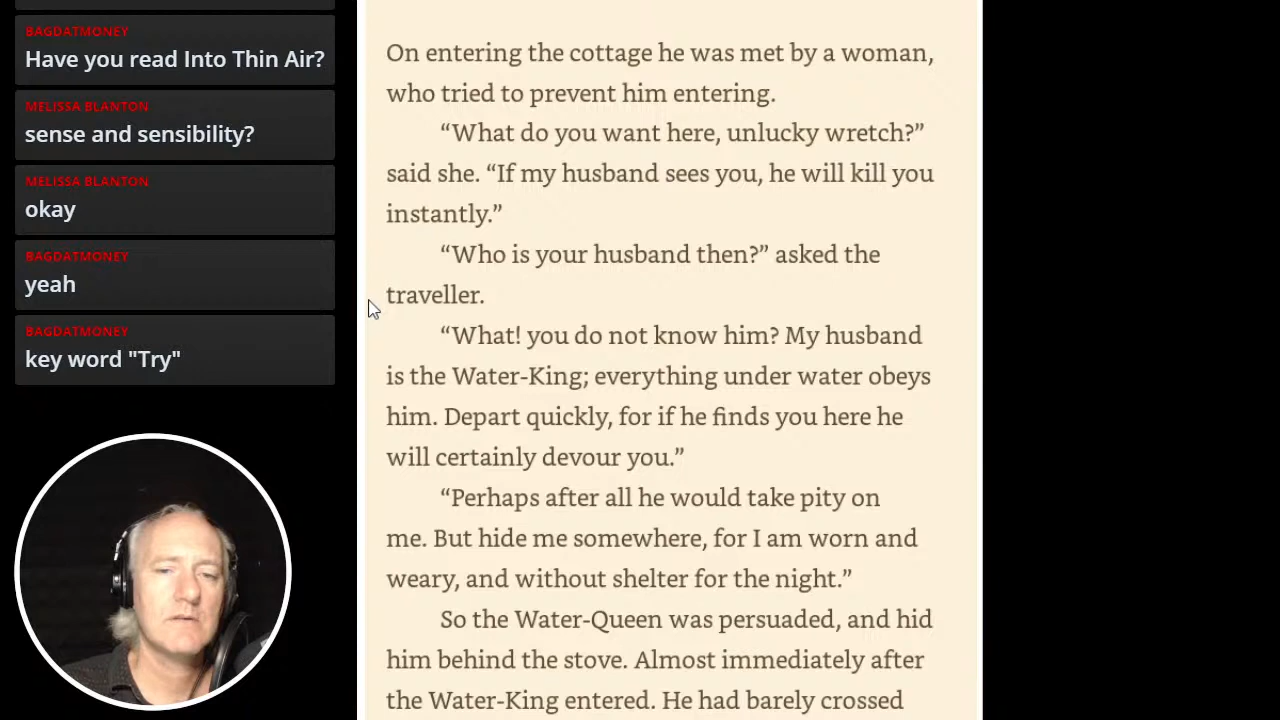 BAGDATMONEY
Have you read Into Thin Air?
MELISSA BLANTON
sense and sensibility?
MELISSA BLANTON
okay
BAGDATMONEY
yeah
BAGDATMONEY
key word "Try"
On entering the cottage he was met by a woman,
who tried to prevent him entering.
“What do you want here, unlucky wretch?”
said she. “If my husband sees you, he will kill you
instantly.”
“Who is your husband then?” asked the
traveller.
“What! you do not know him? My husband
is the Water-King; everything under water obeys
him. Depart quickly, for if he finds you here he
will certainly devour you.”
“Perhaps after all he would take pity on
me. But hide me somewhere, for I am worn and
weary, and without shelter for the night.”
So the Water-Queen was persuaded, and hid
him behind the stove. Almost immediately after
the Water-King entered. He had barely crossed